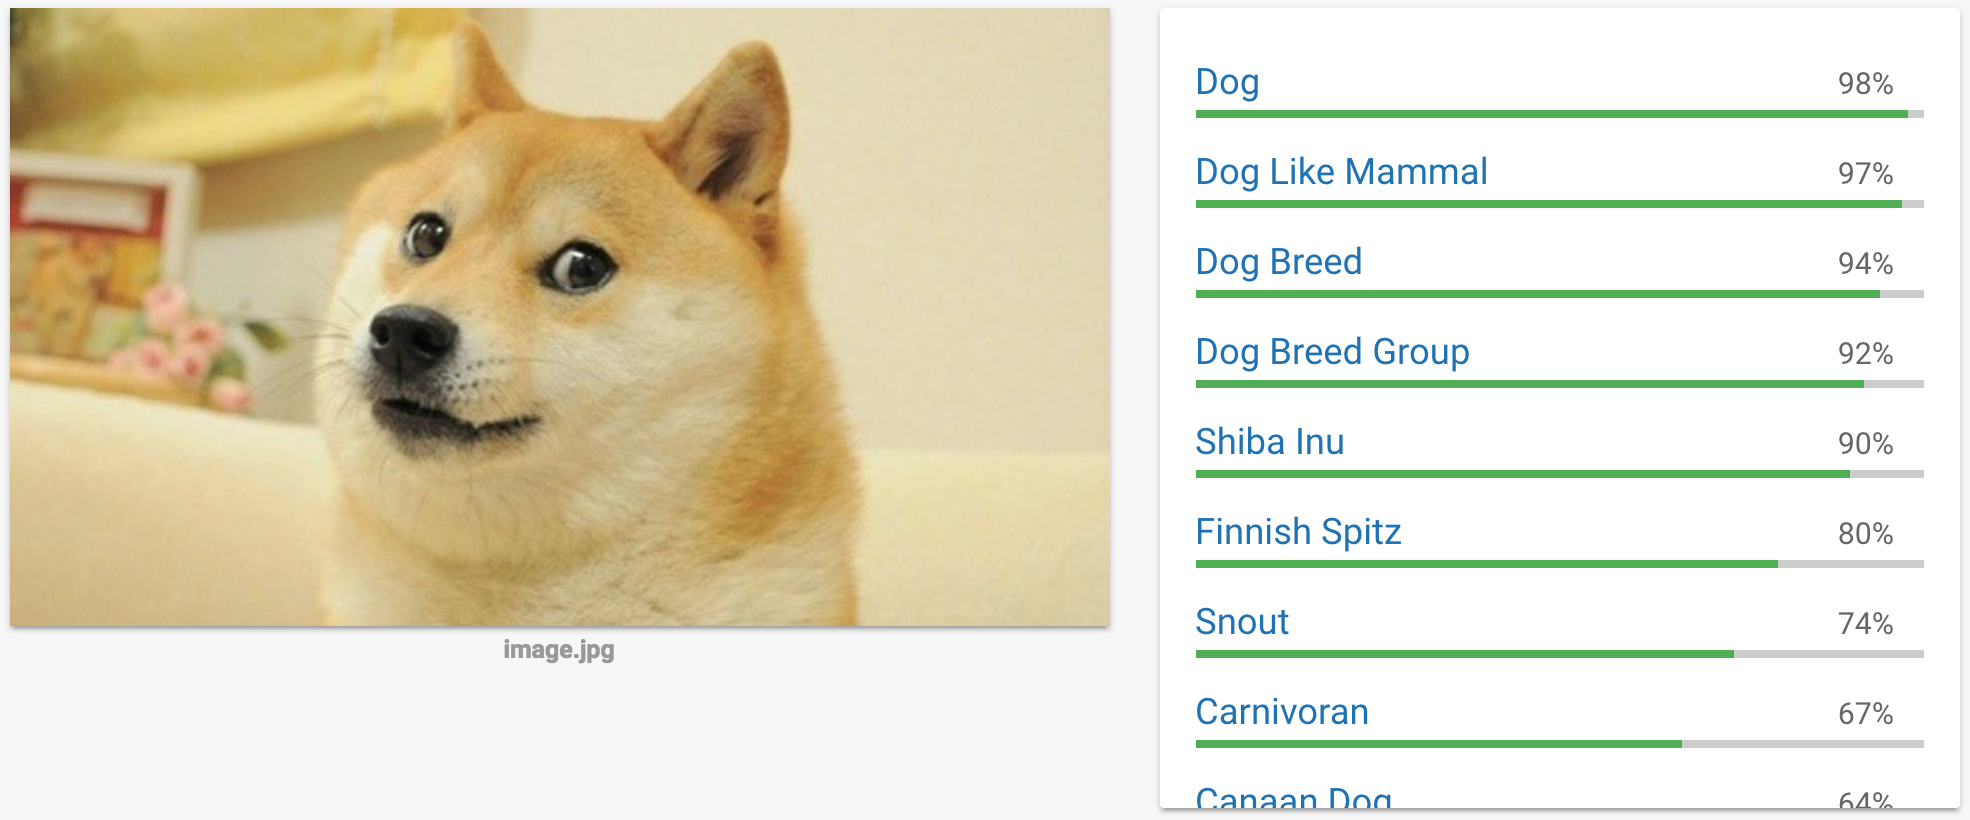 Dog 98%
Dog Like Mammal 97%
Dog Breed 94%
Dog Breed Group 92%
Shiba Inu 90%
Finnish Spitz 80%
Snout 74%
Carnivoran 67%
Canaan Dog 64%
image.jpg